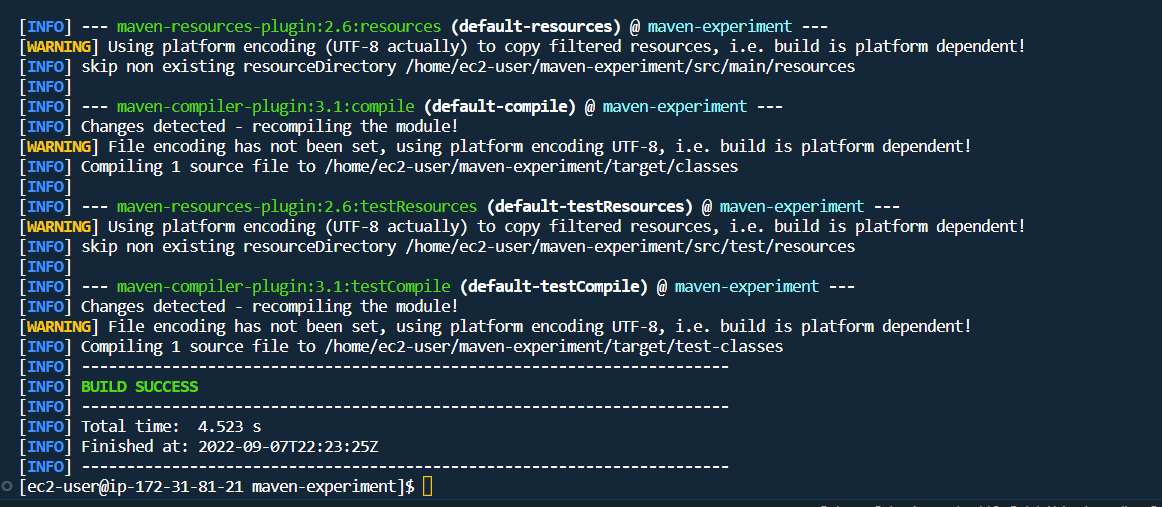 [INFO] --- maven-resources-plugin:2.6:resources (default-resources) @ maven-experiment ---
[WARNING] Using platform encoding (UTF-8 actually) to copy filtered resources, i.e. build is platform dependent!
[INFO] skip non existing resourceDirectory /home/ec2-user/maven-experiment/src/main/resources
[INFO]
[INFO] --- maven-compiler-plugin:3.1:compile (default-compile) @ maven-experiment ---
[INFO] Changes detected - recompiling the module!
[WARNING] File encoding has not been set, using platform encoding UTF-8, i.e. build is platform dependent!
[INFO] Compiling 1 source file to /home/ec2-user/maven-experiment/target/classes
[INFO]
[INFO] --- maven-resources-plugin:2.6:testResources (default-testResources) @ maven-experiment ---
[WARNING] Using platform encoding (UTF-8 actually) to copy filtered resources, i.e. build is platform dependent!
[INFO] skip non existing resourceDirectory /home/ec2-user/maven-experiment/src/test/resources
[INFO]
[INFO] --- maven-compiler-plugin:3.1:testCompile (default-testCompile) @ maven-experiment ---
[INFO] Changes detected - recompiling the module!
[WARNING] File encoding has not been set, using platform encoding UTF-8, i.e. build is platform dependent!
[INFO] Compiling 1 source file to /home/ec2-user/maven-experiment/target/test-classes
[INFO] ------------------------------------------------------------------------
[INFO] BUILD SUCCESS
[INFO] ------------------------------------------------------------------------
[INFO] Total time:  4.523 s
[INFO] Finished at: 2022-09-07T22:23:25Z
[INFO] ------------------------------------------------------------------------
[ec2-user@ip-172-31-81-21 maven-experiment]$